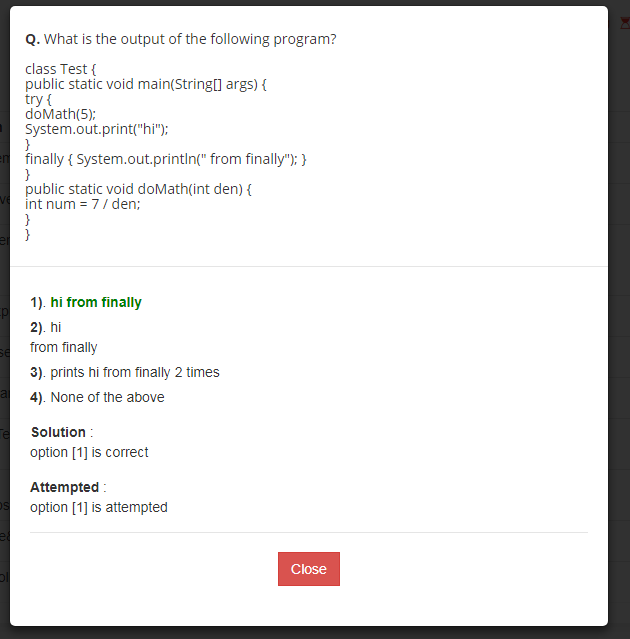 Q. What is the output of the following program?
class Test {
public static void main(String[] args) {
try {
doMath(5);
System.out.print("hi");
}
finally { System.out.println(" from finally"); }
}
public static void doMath(int den) {
int num = 7 / den;
}
}
1). hi from finally
2). hi
from finally
3). prints hi from finally 2 times
4). None of the above
Solution :
option [1] is correct
Attempted :
option [1] is attempted
Close